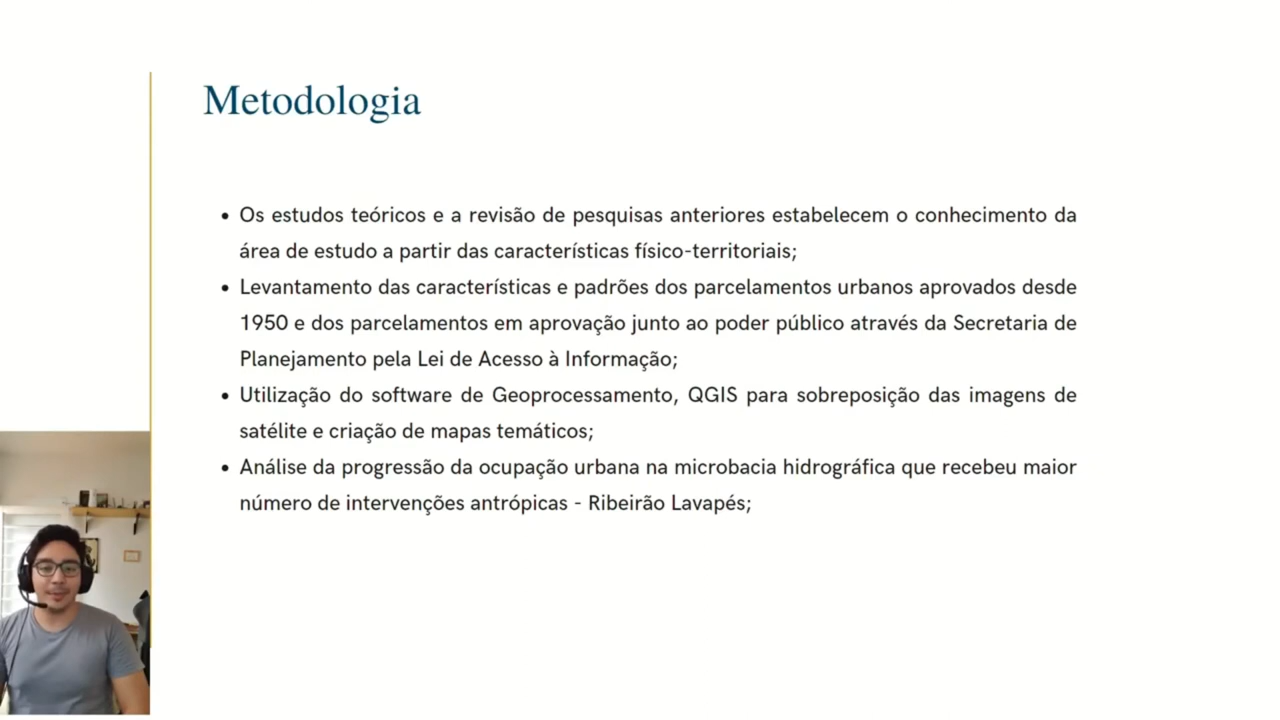 Metodologia
• Os estudos teóricos e a revisão de pesquisas anteriores estabelecem o conhecimento da
área de estudo a partir das características físico-territoriais;
• Levantamento das características e padrões dos parcelamentos urbanos aprovados desde
1950 e dos parcelamentos em aprovação junto ao poder público através da Secretaria de
Planejamento pela Lei de Acesso à Informação;
• Utilização do software de Geoprocessamento, QGIS para sobreposição das imagens de
satélite e criação de mapas temáticos;
• Análise da progressão da ocupação urbana na microbacia hidrográfica que recebeu maior
número de intervenções antrópicas - Ribeirão Lavapés;